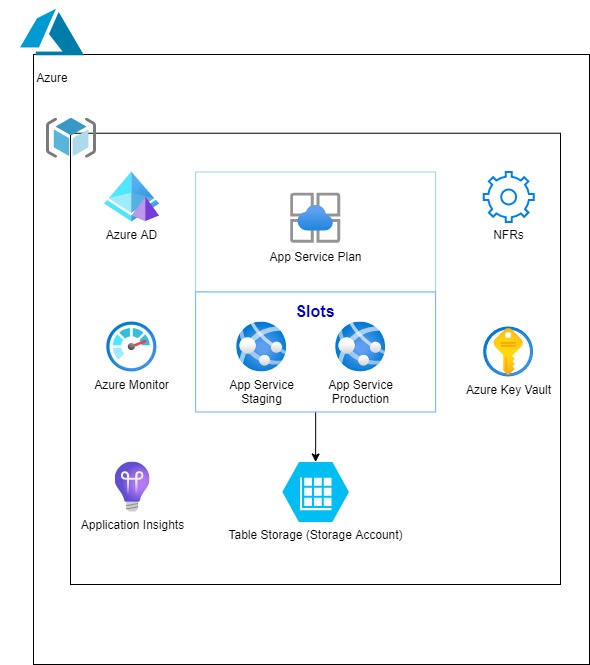 Azure
Azure AD
App Service Plan
NFRs
Slots
Azure Monitor
App Service
Staging
App Service
Production
Azure Key Vault
Application Insights
Table Storage (Storage Account)